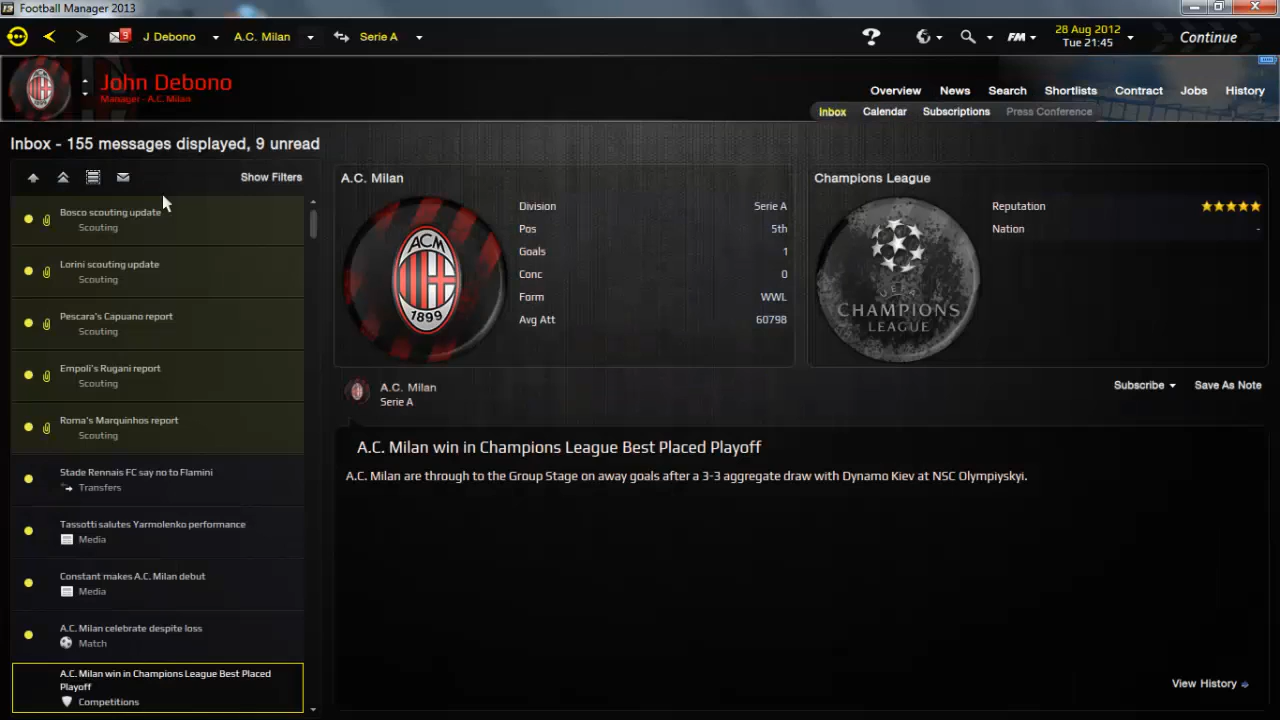 Football Manager 2013
9 J Debono A.C. Milan Serie A
? FM 28 Aug 2012 Continue
Tue 21:45
John Debono
Manager - A.C. Milan
Overview News Search Shortlists Contract Jobs History
Inbox Calendar Subscriptions Press Conference
Inbox - 155 messages displayed, 9 unread
Show Filters
Bosco scouting update
Scouting
Lorini scouting update
Scouting
Pescara's Capuano report
Scouting
Empoli's Rugani report
Scouting
Roma's Marquinhos report
Scouting
Stade Rennais FC say no to Flamini
Transfers
Tassotti salutes Yarmolenko performance
Media
Constant makes A.C. Milan debut
Media
A.C. Milan celebrate despite loss
Match
A.C. Milan win in Champions League Best Placed
Playoff
Competitions
A.C. Milan
ACM
1899
Division Serie A
Pos 5th
Goals 1
Conc 0
Form WWL
Avg Att 60798
Champions League
UEFA
CHAMPIONS
LEAGUE
Reputation
Nation -
A.C. Milan
Serie A
Subscribe Save As Note
A.C. Milan win in Champions League Best Placed Playoff
A.C. Milan are through to the Group Stage on away goals after a 3-3 aggregate draw with Dynamo Kiev at NSC Olympiyskyi.
View History